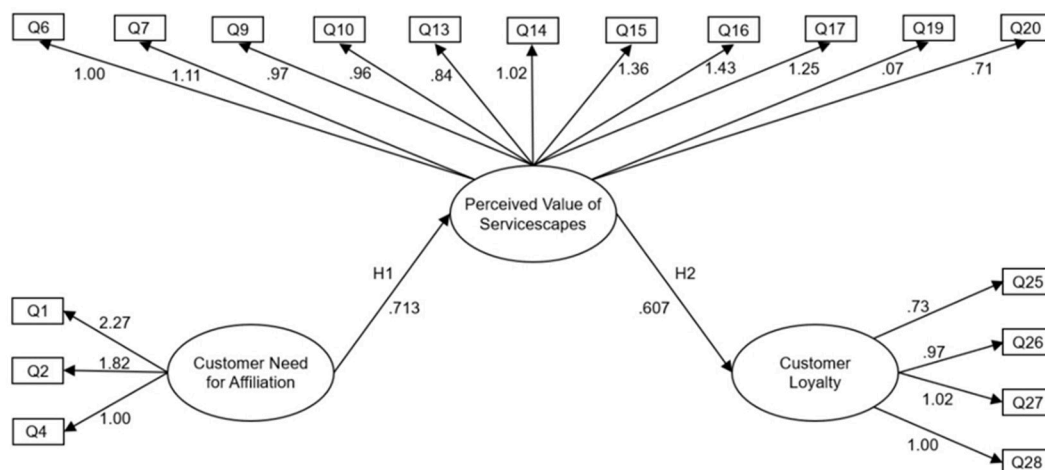 Q6 Q7 Q9 Q10 Q13 Q14 Q15 Q16 Q17 Q19 Q20
1.00 1.11 .97 .96 .84 1.02 1.36 1.43 1.25 .07 .71
Perceived Value of
Servicescapes
H1
.713
H2
.607
Q1
2.27
Q2
1.82
Q4
1.00
Customer Need
for Affiliation
Customer
Loyalty
Q25
.73
Q26
.97
Q27
1.02
Q28
1.00